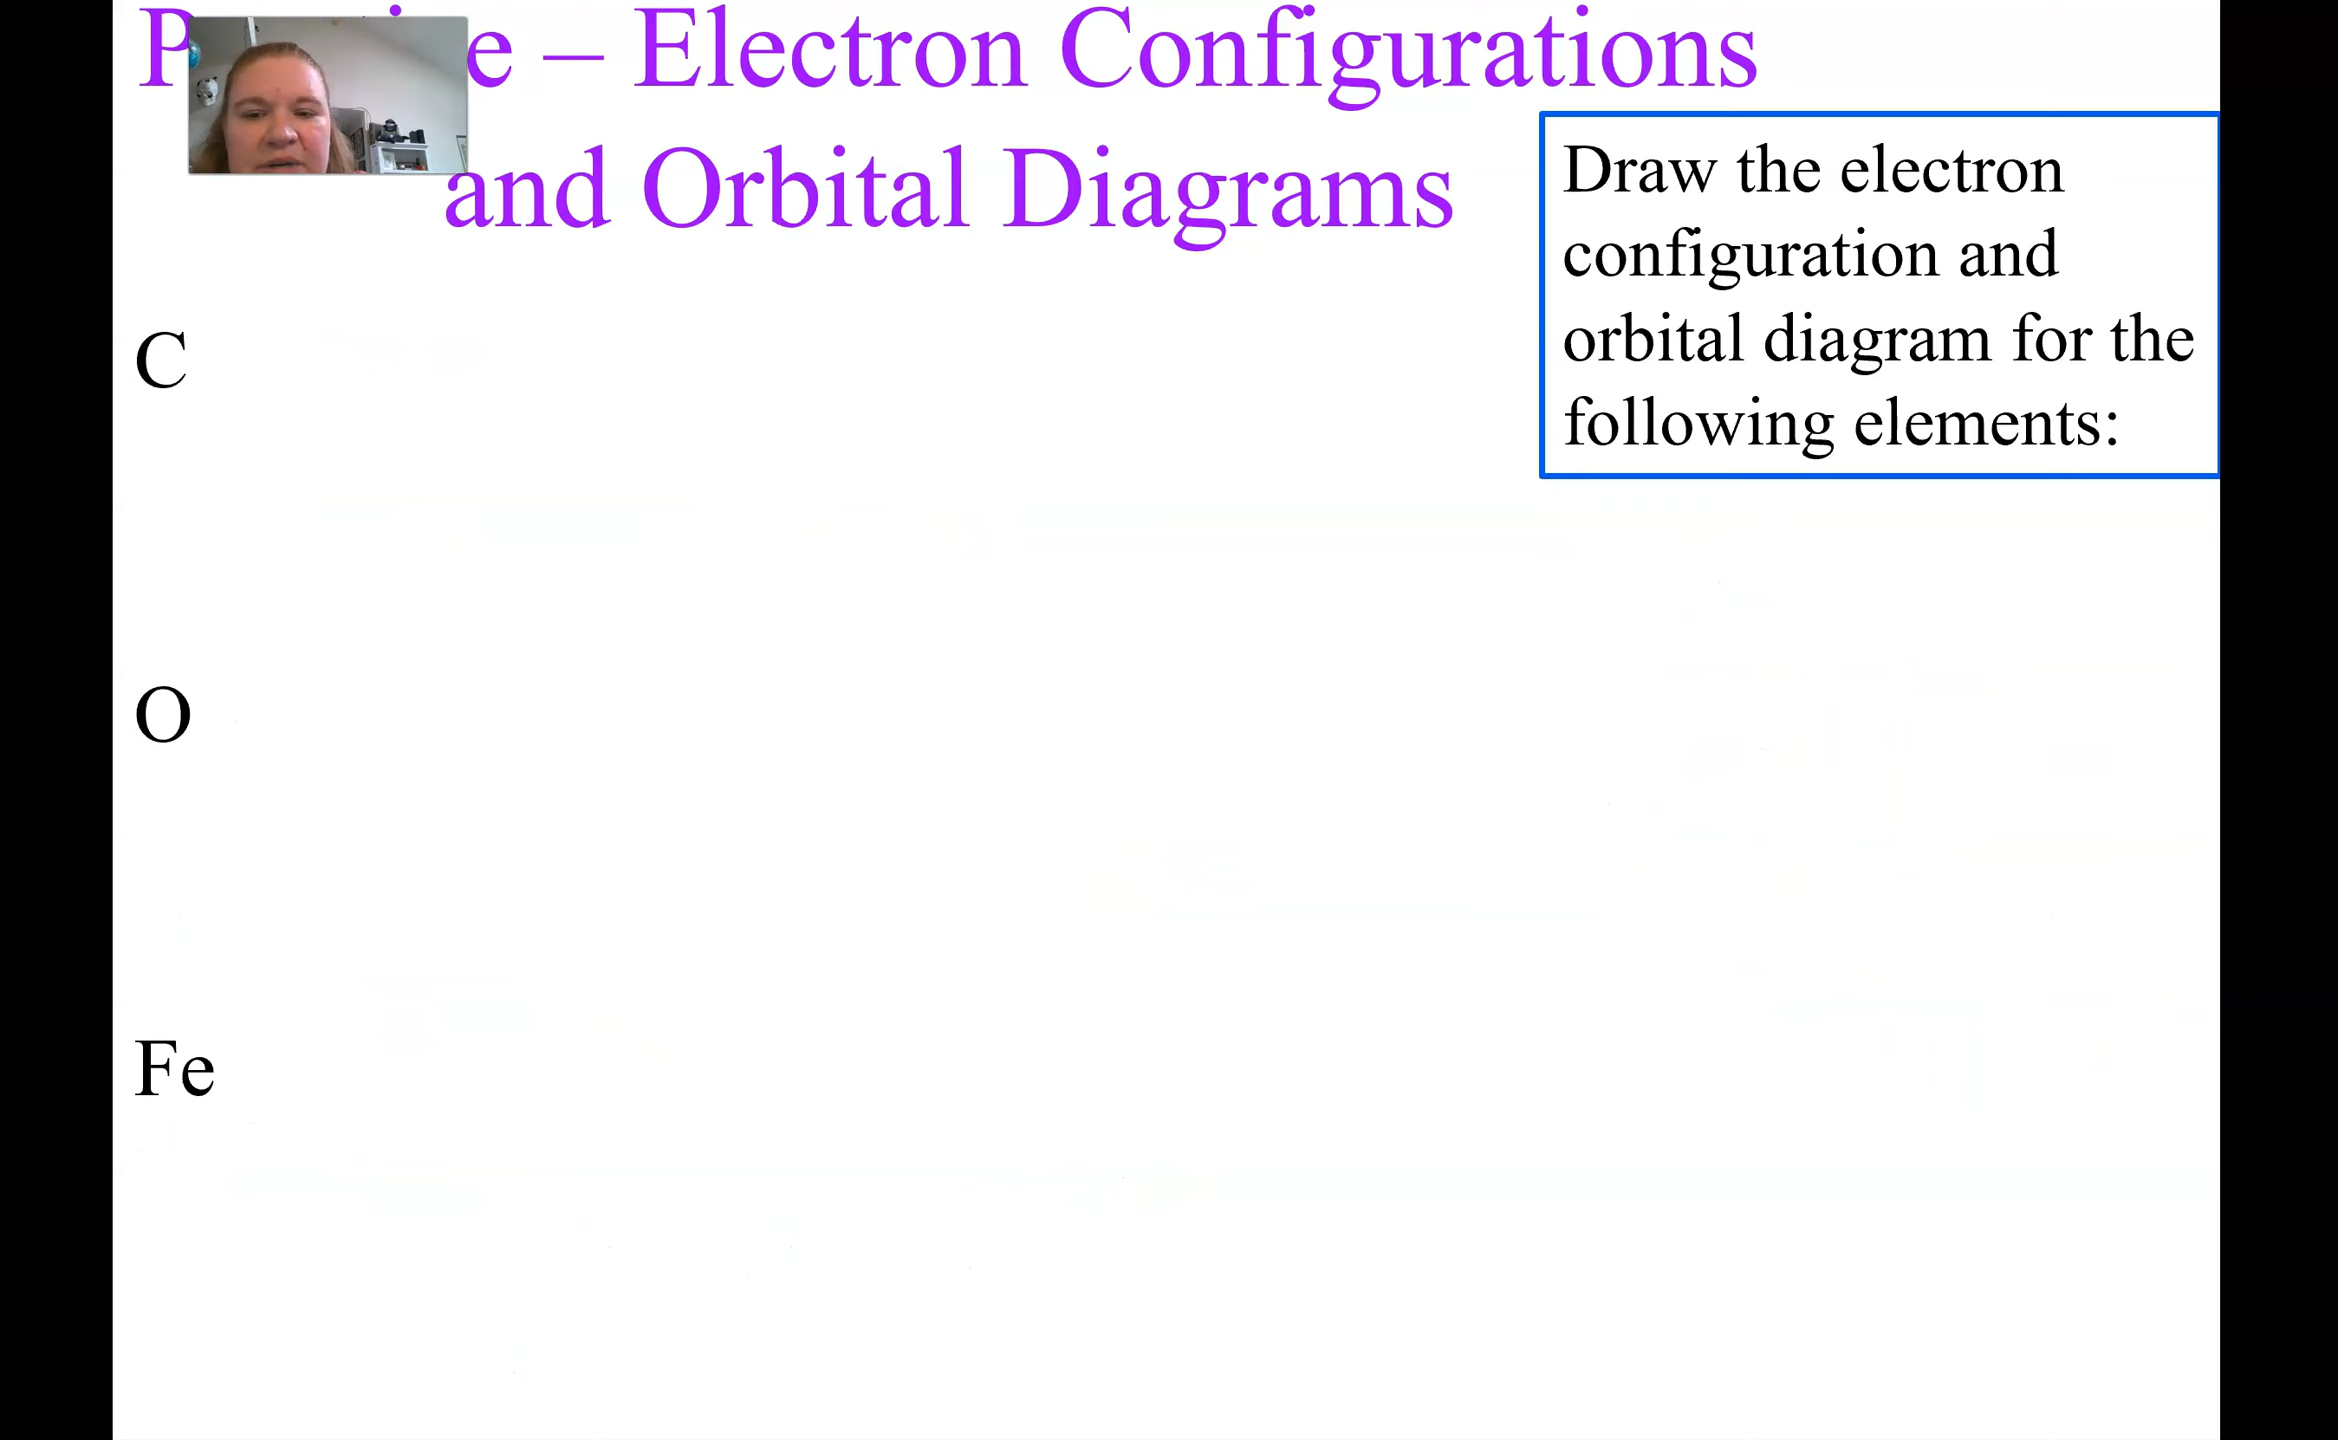 – Electron Configurations
and Orbital Diagrams
Draw the electron
configuration and
orbital diagram for the
following elements:
C
O
Fe